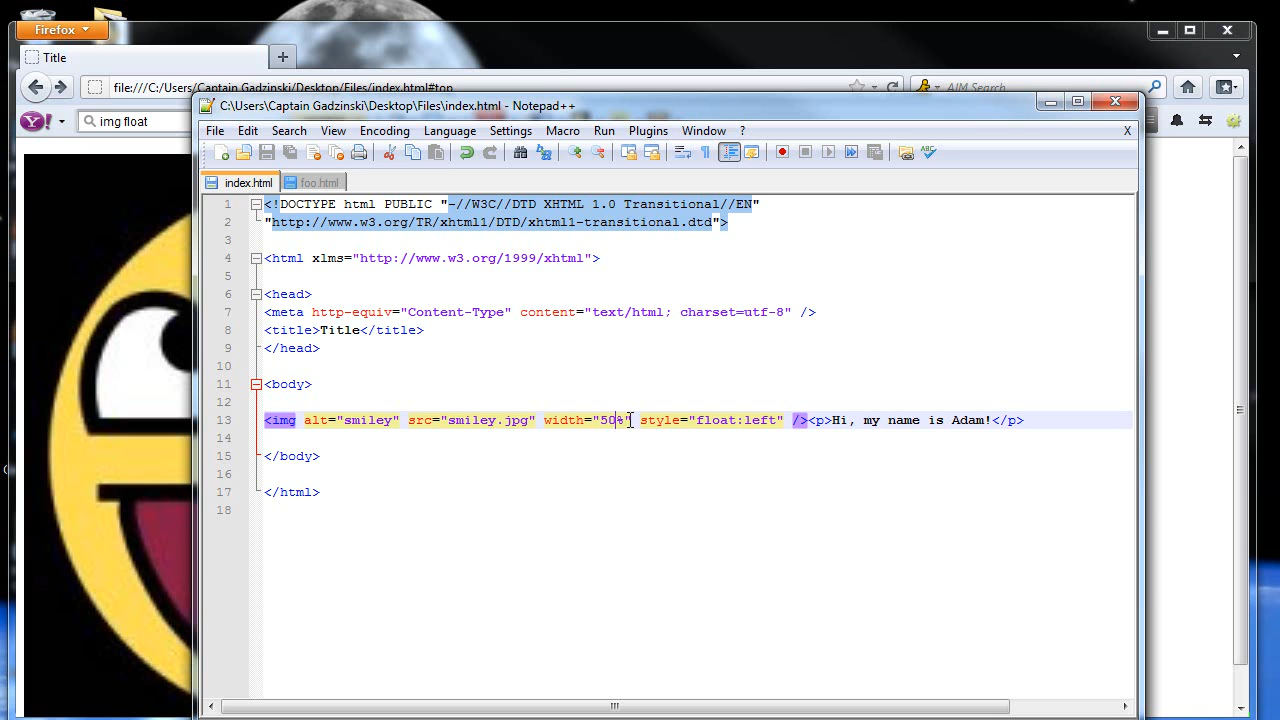 Firefox
Title
file:///C:/Users/Captain Gadzinski/Desktop/Files/index.html#top
AIM Search
Y!
img float
C:\Users\Captain Gadzinski\Desktop\Files\index.html - Notepad++
File Edit Search View Encoding Language Settings Macro Run Plugins Window ? X
index.html foo.html
1 <!DOCTYPE html PUBLIC "-//W3C//DTD XHTML 1.0 Transitional//EN"
2 "http://www.w3.org/TR/xhtml1/DTD/xhtml1-transitional.dtd">
3
4 <html xlms="http://www.w3.org/1999/xhtml">
5
6 <head>
7 <meta http-equiv="Content-Type" content="text/html; charset=utf-8" />
8 <title>Title</title>
9 </head>
10
11 <body>
12
13 <img alt="smiley" src="smiley.jpg" width="50%" style="float:left" /><p>Hi, my name is Adam!</p>
14
15 </body>
16
17 </html>
18